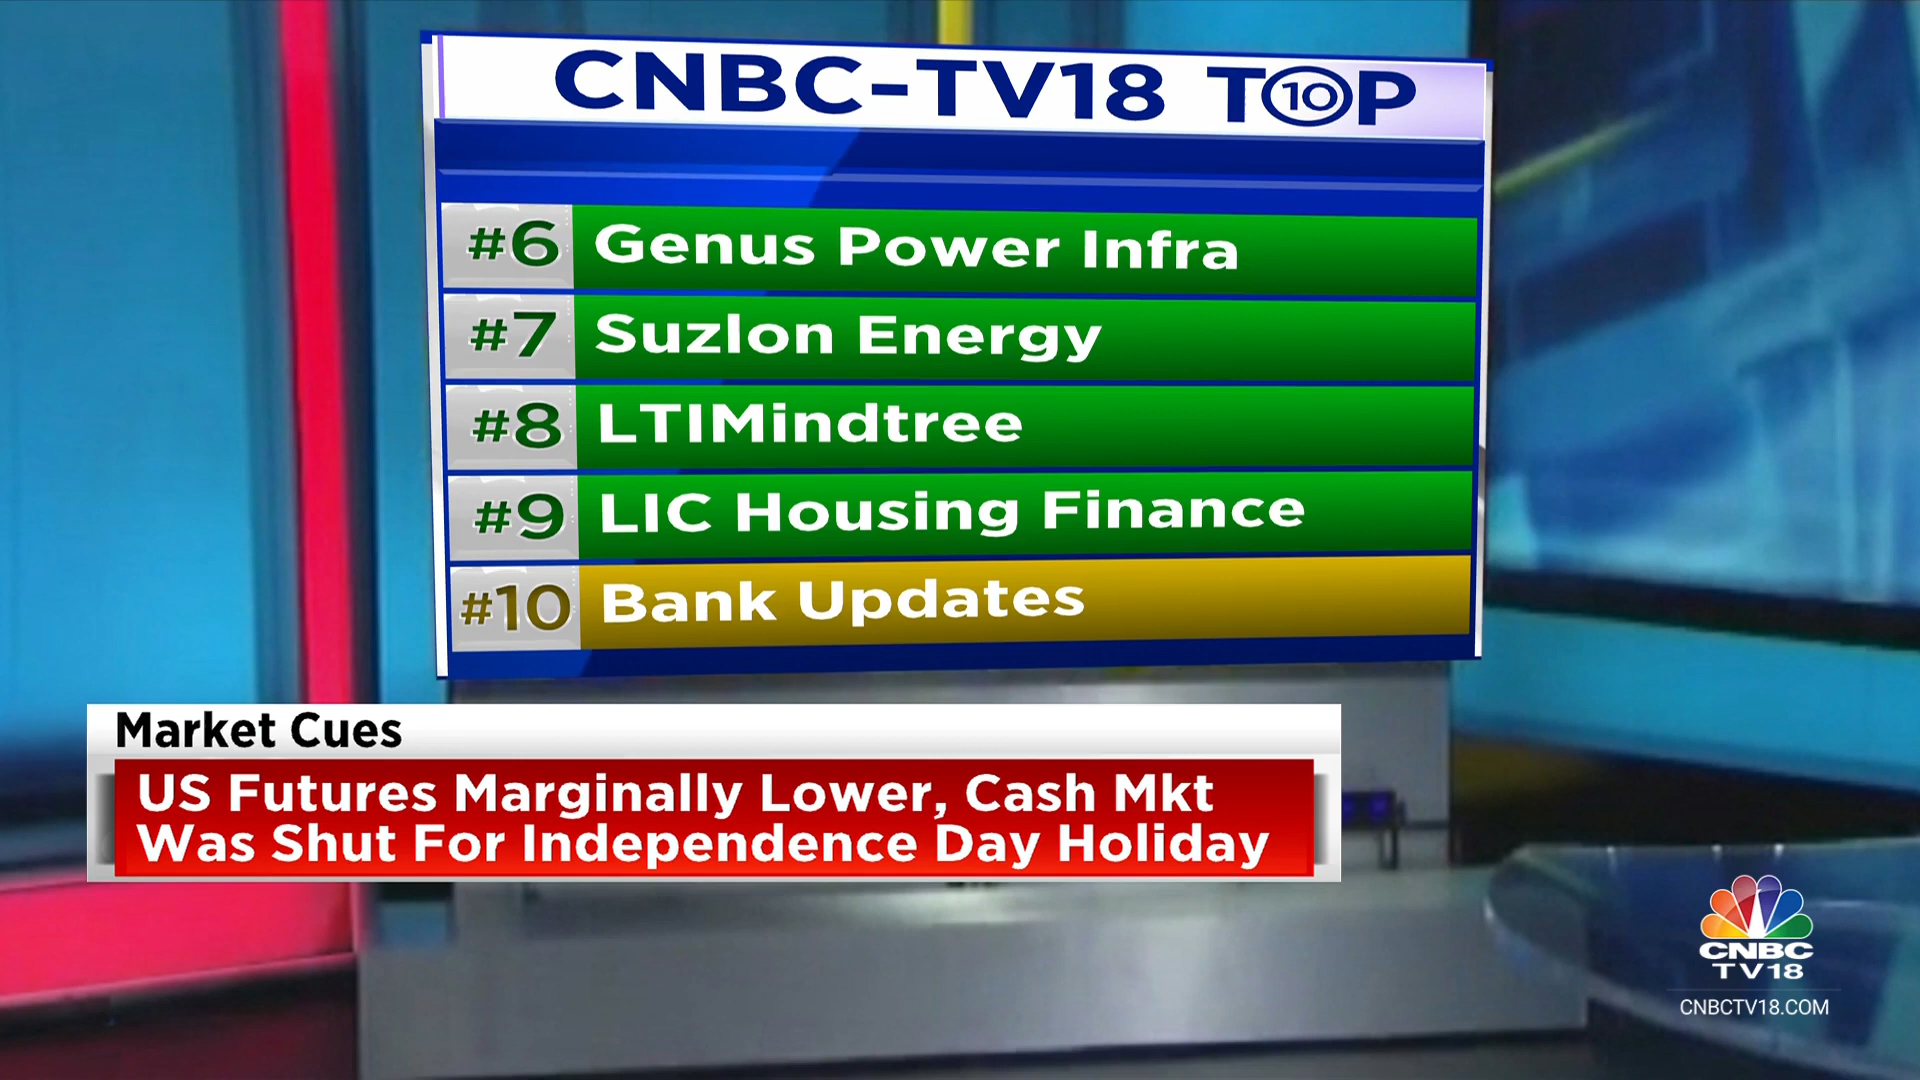 CNBC-TV18 TOP
10
#6 Genus Power Infra
#7 Suzlon Energy
#8 LTIMindtree
#9 LIC Housing Finance
#10 Bank Updates
Market Cues
US Futures Marginally Lower, Cash Mkt
Was Shut For Independence Day Holiday
CNBC
TV18
CNBCTV18.COM